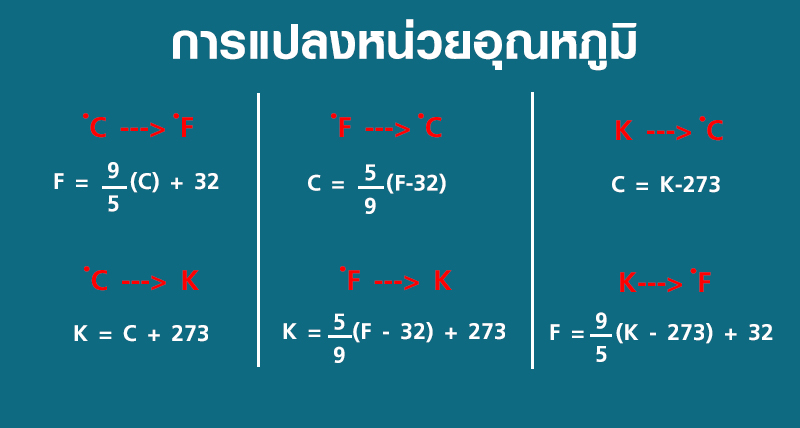 การแปลงหน่วยอุณหภูมิ
°C ---> °F
F = 9/5 (C) + 32
°C ---> K
K = C + 273
°F ---> °C
C = 5/9 (F-32)
°F ---> K
K = 5/9 (F - 32) + 273
K ---> °C
C = K-273
K---> °F
F = 9/5 (K - 273) + 32